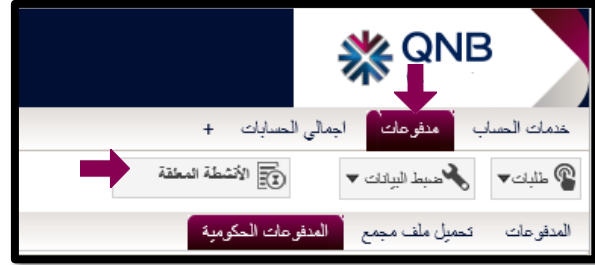 QNB
خدمات الحساب مدفوعات اجمالي الحسابات +
طلبات ضبط البيانات الأنشطة المعلقة
المدفوعات تحميل ملف مجمع المدفوعات الحكومية